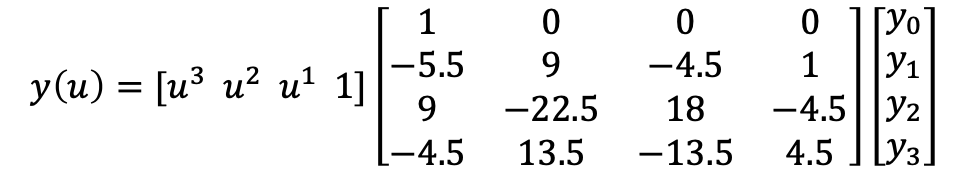 1 0 0 0 y₀
−5.5 9 −4.5 1 y₁
y(u) = [u³ u² u¹ 1]
9 −22.5 18 −4.5 y₂
−4.5 13.5 −13.5 4.5 y₃